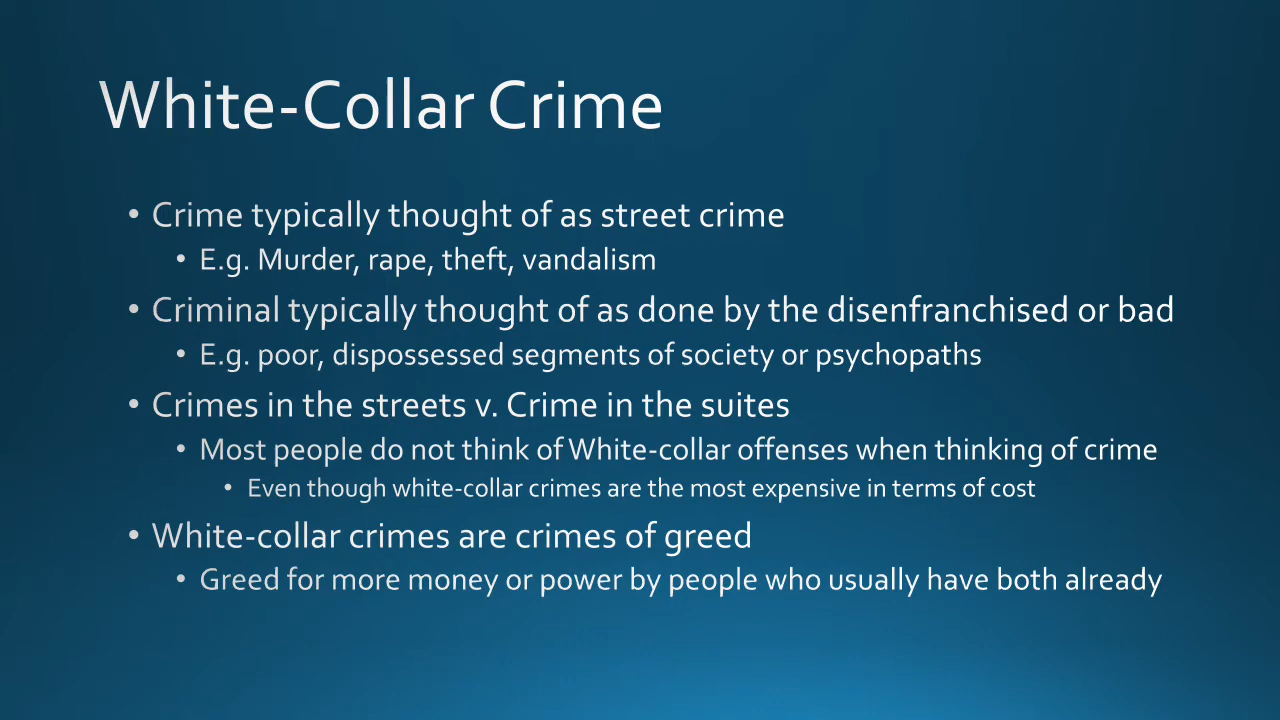 White-Collar Crime
• Crime typically thought of as street crime
• E.g. Murder, rape, theft, vandalism
• Criminal typically thought of as done by the disenfranchised or bad
• E.g. poor, dispossessed segments of society or psychopaths
• Crimes in the streets v. Crime in the suites
• Most people do not think of White-collar offenses when thinking of crime
• Even though white-collar crimes are the most expensive in terms of cost
• White-collar crimes are crimes of greed
• Greed for more money or power by people who usually have both already